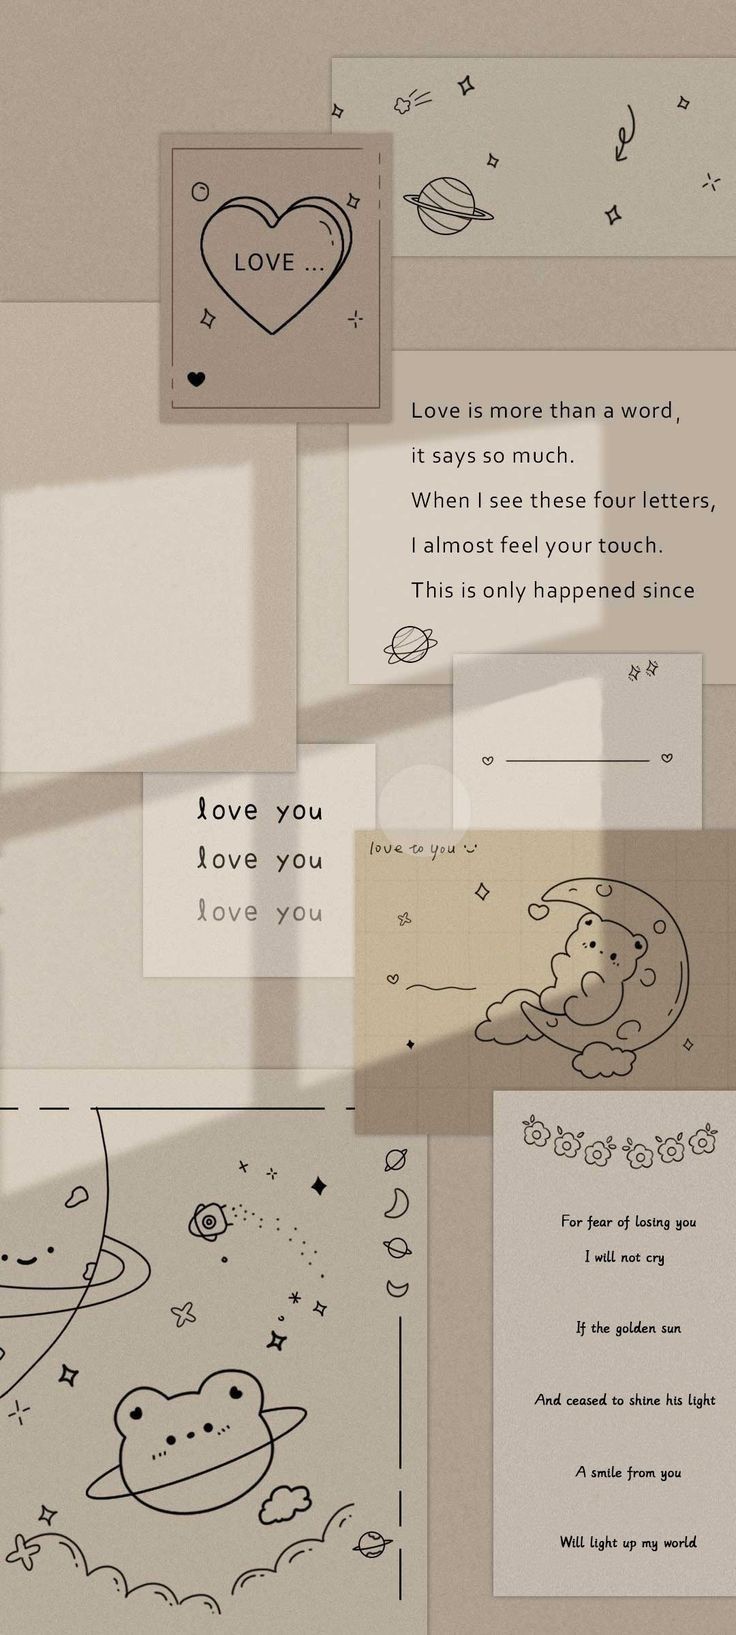 LOVE ...
Love is more than a word,
it says so much.
When I see these four letters,
I almost feel your touch.
This is only happened since
love you
love you
love you
love to you
For fear of losing you
I will not cry
If the golden sun
And ceased to shine his light
A smile from you
Will light up my world